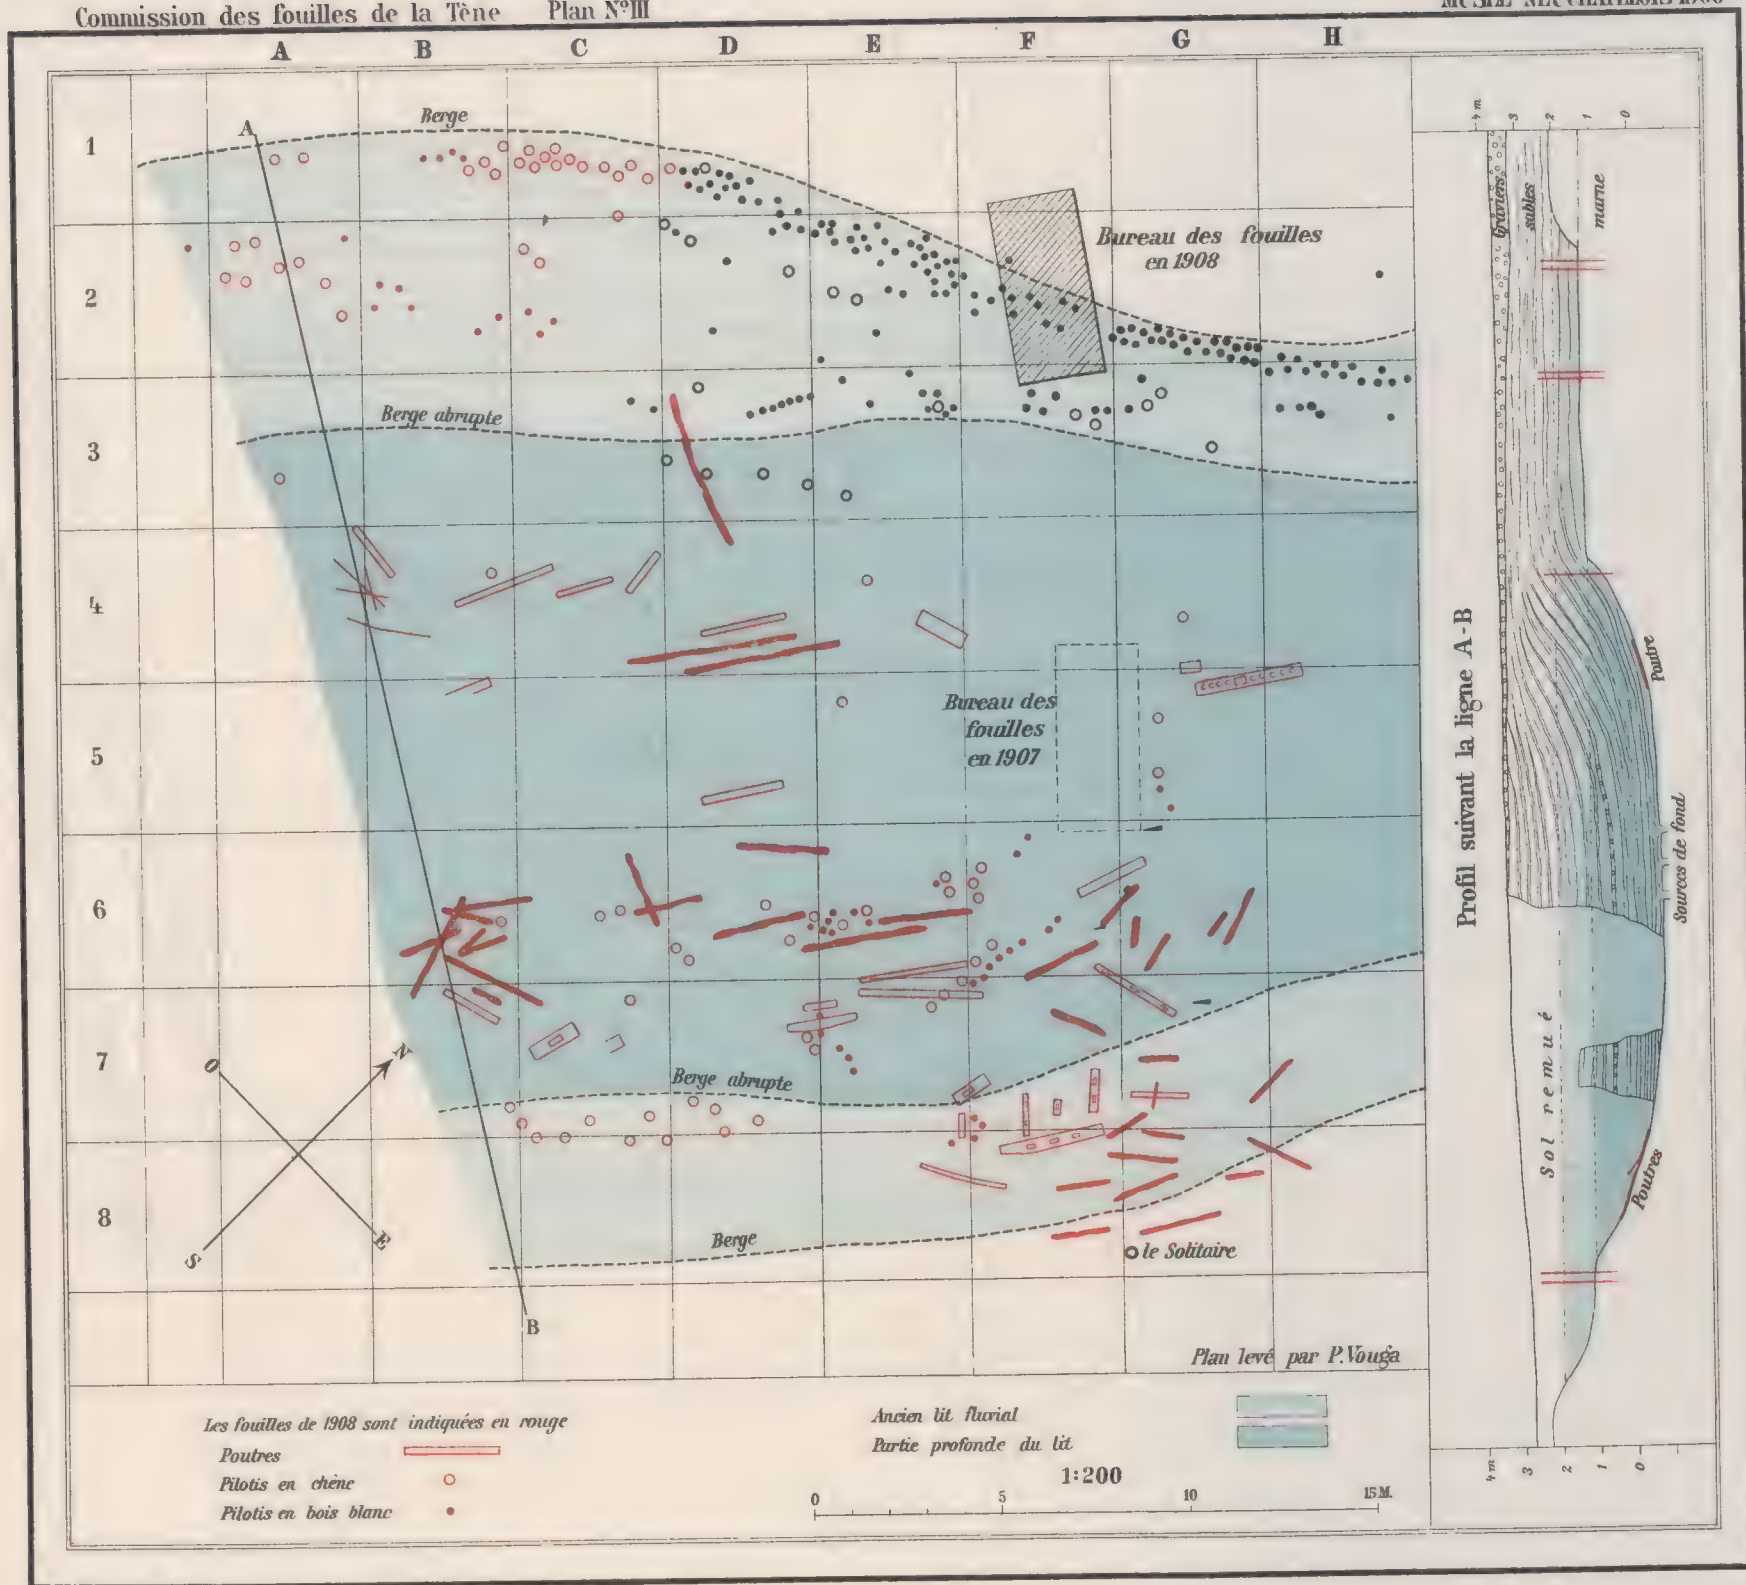 Commission des fouilles de la Tène Plan N° III
A B C D E F G H
1
2
3
4
5
6
7
8
A
Berge
Bureau des fouilles
en 1908
Berge abrupte
Bureau des
fouilles
en 1907
Berge abrupte
Berge
le Solitaire
B
O
N
S
E
Plan levé par P. Vouga
Profil suivant la ligne A-B
4 m 3 2 1 0
Graviers
sables
marne
Poutre
Sources de fond
Sol remué
Poutres
4 m 3 2 1 0
Les fouilles de 1908 sont indiquées en rouge
Poutres
Pilotis en chêne
Pilotis en bois blanc
Ancien lit fluvial
Partie profonde du lit
1:200
0 5 10 15 M.